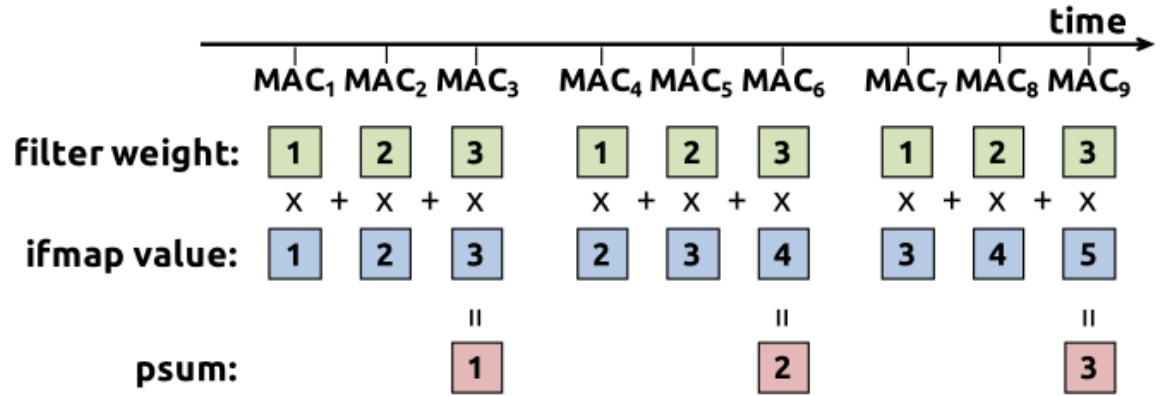 time
MAC₁ MAC₂ MAC₃ MAC₄ MAC₅ MAC₆ MAC₇ MAC₈ MAC₉
filter weight: 1 2 3 1 2 3 1 2 3
x + x + x x + x + x x + x + x
ifmap value: 1 2 3 2 3 4 3 4 5
= = =
psum: 1 2 3